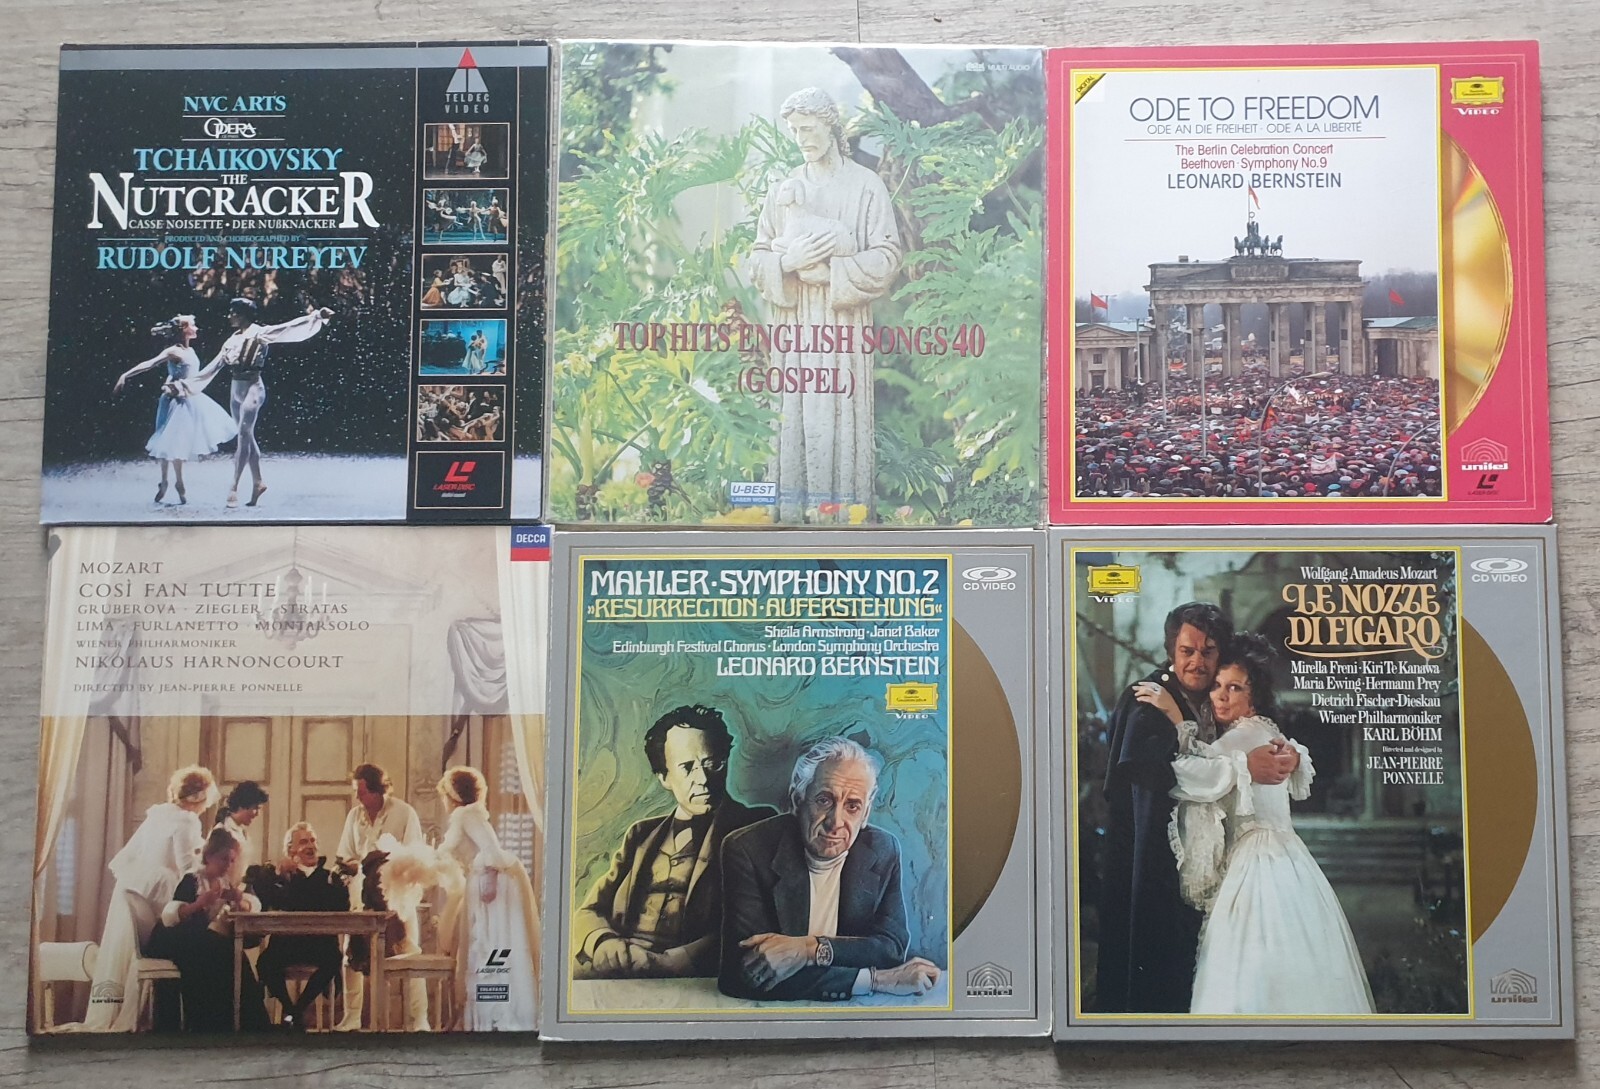 NVC ARTS
OPERA
TCHAIKOVSKY
THE
NUTCRACKER
CASSE NOISETTE · DER NUßKNACKER
PRODUCED AND CHOREOGRAPHED BY
RUDOLF NUREYEV
TELDEC
VIDEO
LASER DISC
MULTI AUDIO
TOP HITS ENGLISH SONGS 40
(GOSPEL)
U-BEST
LASER WORLD
DIGITAL
ODE TO FREEDOM
ODE AN DIE FREIHEIT · ODE A LA LIBERTÉ
The Berlin Celebration Concert
Beethoven · Symphony No. 9
LEONARD BERNSTEIN
VIDEO
unitel
LASER DISC
DECCA
MOZART
COSÌ FAN TUTTE
GRUBEROVA · ZIEGLER · STRATAS
LIMA · FURLANETTO · MONTARSOLO
WIENER PHILHARMONIKER
NIKOLAUS HARNONCOURT
DIRECTED BY JEAN-PIERRE PONNELLE
unitel
LASER DISC
MAHLER · SYMPHONY NO. 2
»RESURRECTION · AUFERSTEHUNG«
Sheila Armstrong · Janet Baker
Edinburgh Festival Chorus · London Symphony Orchestra
LEONARD BERNSTEIN
VIDEO
CD VIDEO
unitel
VIDEO
Wolfgang Amadeus Mozart
LE NOZZE
DI FIGARO
Mirella Freni · Kiri Te Kanawa
Maria Ewing · Hermann Prey
Dietrich Fischer-Dieskau
Wiener Philharmoniker
KARL BÖHM
Directed and designed by
JEAN-PIERRE
PONNELLE
CD VIDEO
unitel